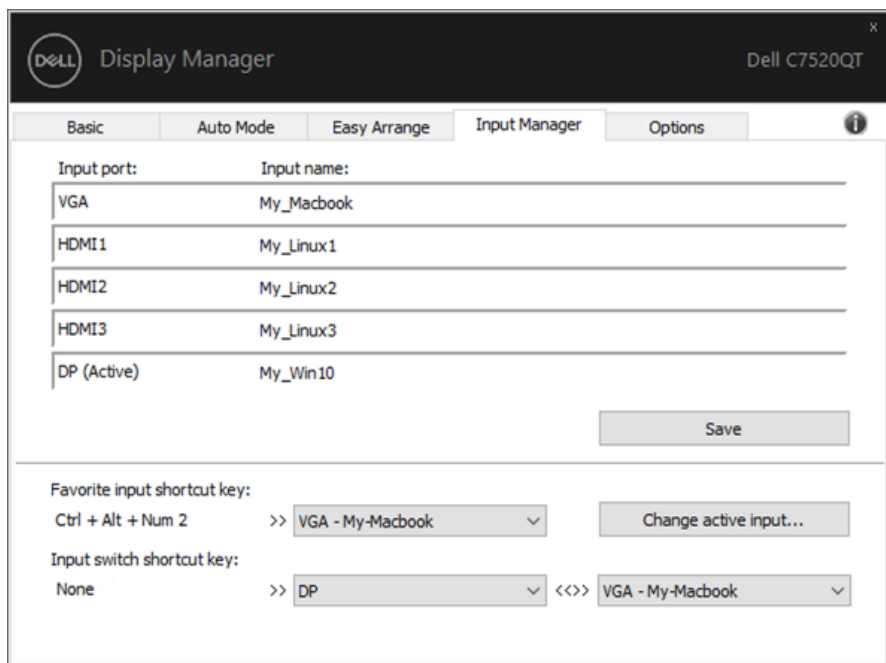 x
DELL Display Manager Dell C7520QT
Basic Auto Mode Easy Arrange Input Manager Options i
Input port: Input name:
VGA My_Macbook
HDMI1 My_Linux1
HDMI2 My_Linux2
HDMI3 My_Linux3
DP (Active) My_Win10
Save
Favorite input shortcut key:
Ctrl + Alt + Num 2 >> VGA - My-Macbook Change active input...
Input switch shortcut key:
None >> DP <<>> VGA - My-Macbook